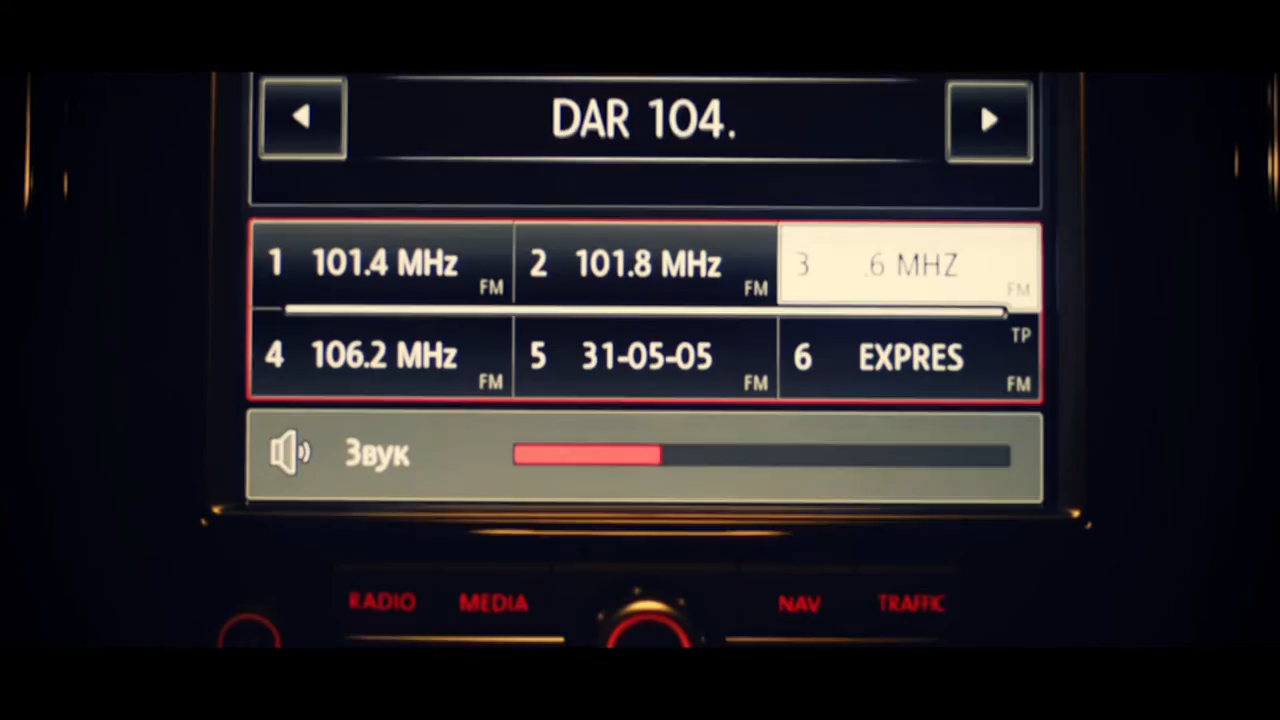 DAR 104.
1 101.4 MHz FM 2 101.8 MHz FM 3 .6 MHZ FM
TP
4 106.2 MHz FM 5 31-05-05 FM 6 EXPRES FM
Звук
RADIO MEDIA NAV TRAFFIC